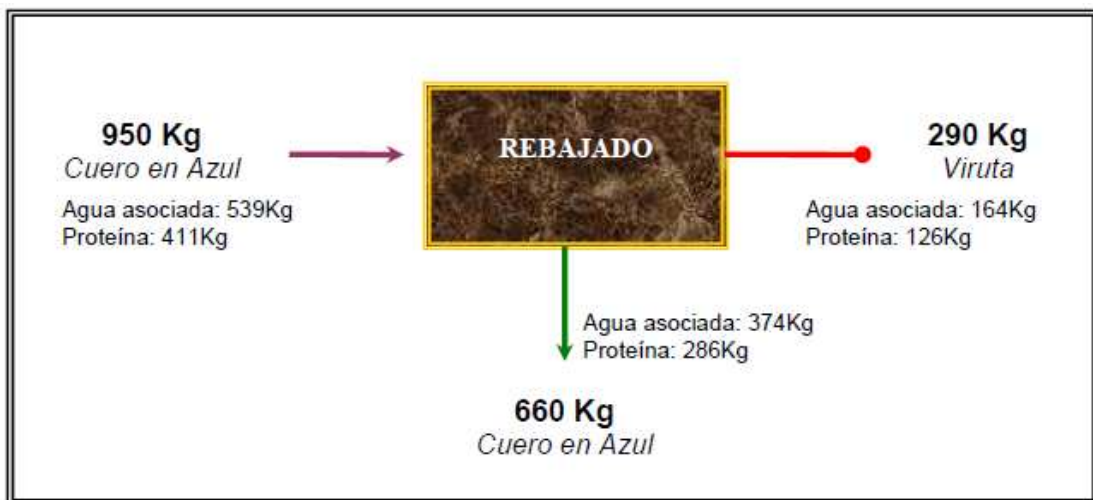 950 Kg
Cuero en Azul
Agua asociada: 539Kg
Proteína: 411Kg
REBAJADO
290 Kg
Viruta
Agua asociada: 164Kg
Proteína: 126Kg
Agua asociada: 374Kg
Proteína: 286Kg
660 Kg
Cuero en Azul